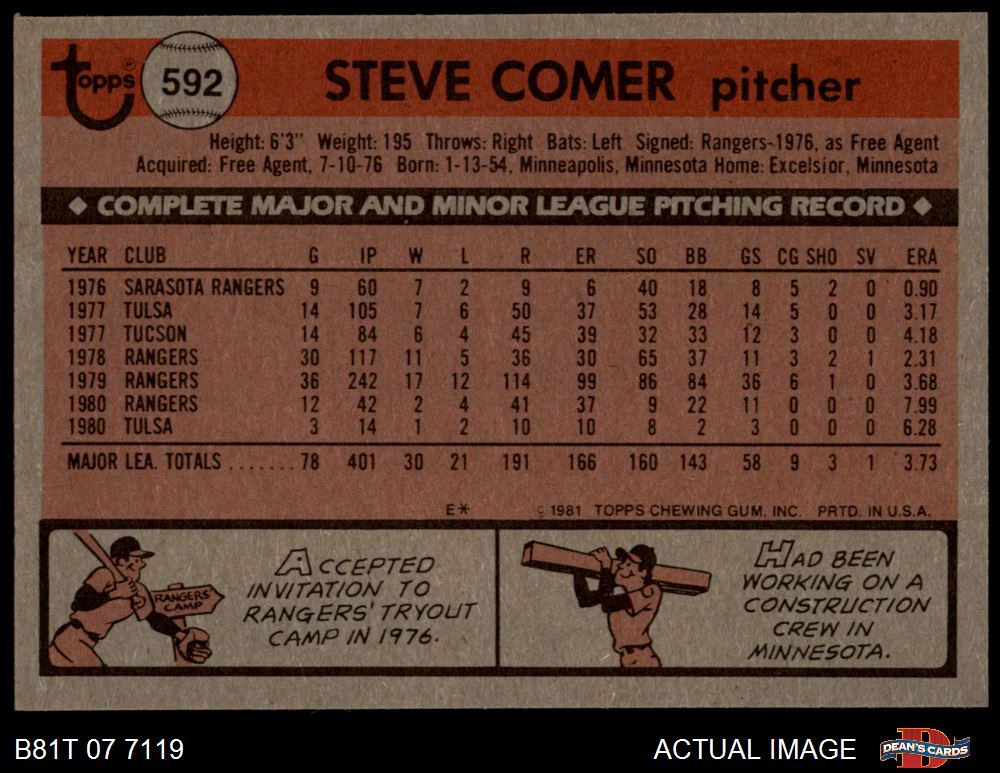 Topps® 592 STEVE COMER pitcher
Height: 6'3" Weight: 195 Throws: Right Bats: Left Signed: Rangers-1976, as Free Agent
Acquired: Free Agent, 7-10-76 Born: 1-13-54, Minneapolis, Minnesota Home: Excelsior, Minnesota
◆ COMPLETE MAJOR AND MINOR LEAGUE PITCHING RECORD ◆
YEAR CLUB G IP W L R ER SO BB GS CG SHO SV ERA
1976 SARASOTA RANGERS 9 60 7 2 9 6 40 18 8 5 2 0 0.90
1977 TULSA 14 105 7 6 50 37 53 28 14 5 0 0 3.17
1977 TUCSON 14 84 6 4 45 39 32 33 12 3 0 0 4.18
1978 RANGERS 30 117 11 5 36 30 65 37 11 3 2 1 2.31
1979 RANGERS 36 242 17 12 114 99 86 84 36 6 1 0 3.68
1980 RANGERS 12 42 2 4 41 37 9 22 11 0 0 0 7.99
1980 TULSA 3 14 1 2 10 10 8 2 3 0 0 0 6.28
MAJOR LEA. TOTALS ....... 78 401 30 21 191 166 160 143 58 9 3 1 3.73
E* © 1981 TOPPS CHEWING GUM, INC. PRTD. IN U.S.A.
RANGERS'
CAMP
ACCEPTED
INVITATION TO
RANGERS' TRYOUT
CAMP IN 1976.
HAD BEEN
WORKING ON A
CONSTRUCTION
CREW IN
MINNESOTA.
B81T 07 7119 ACTUAL IMAGE DEAN'S CARDS